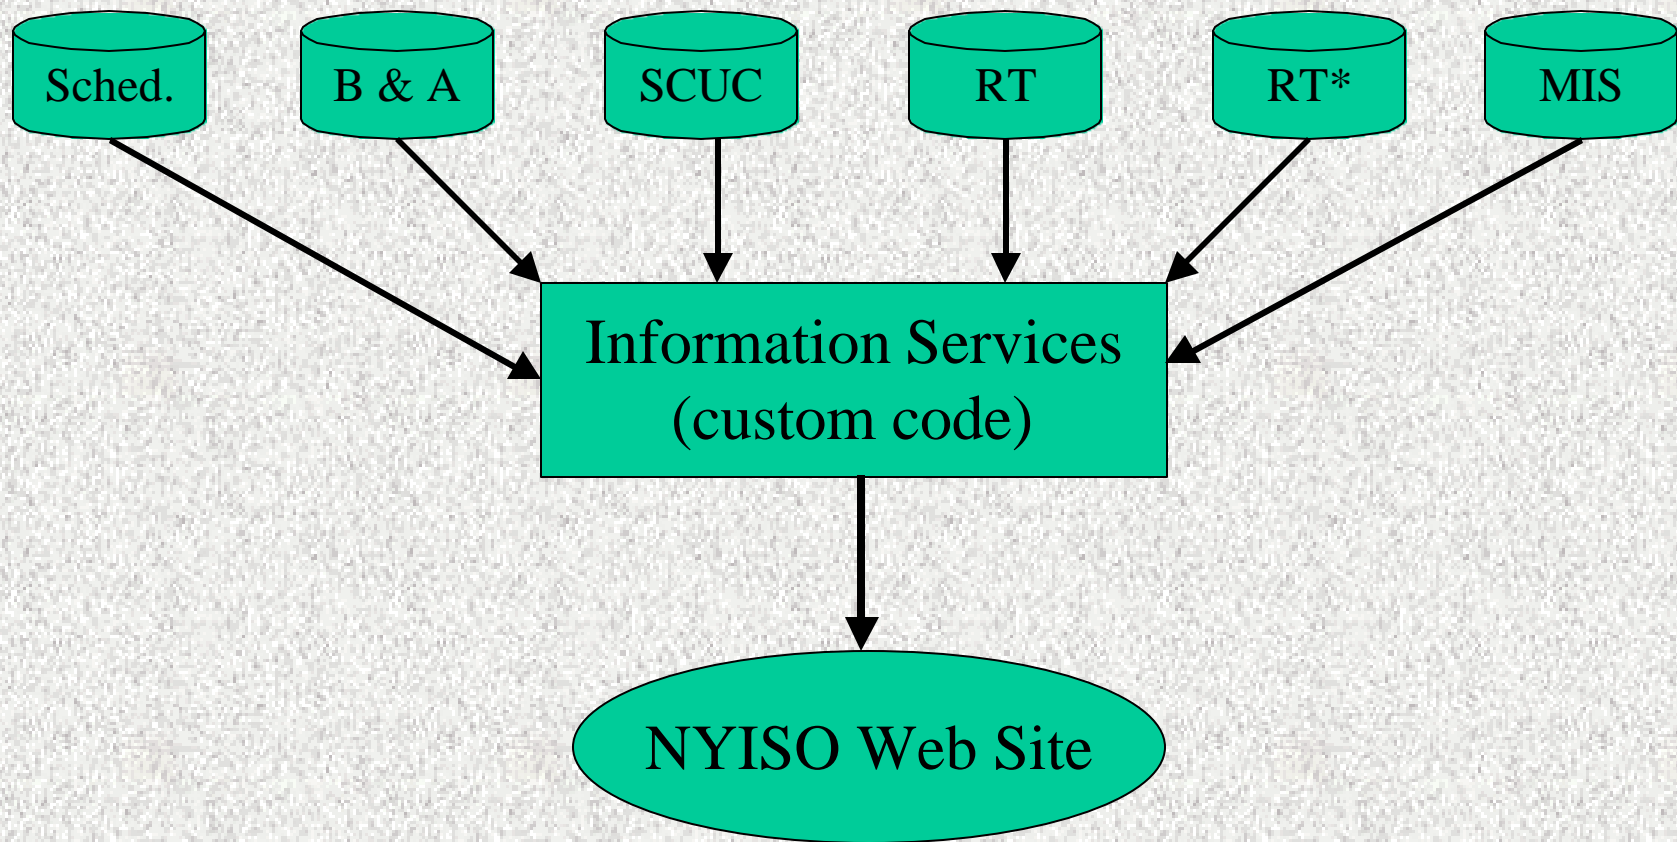 Sched.
B & A
SCUC
RT
RT*
MIS
Information Services
(custom code)
NYISO Web Site